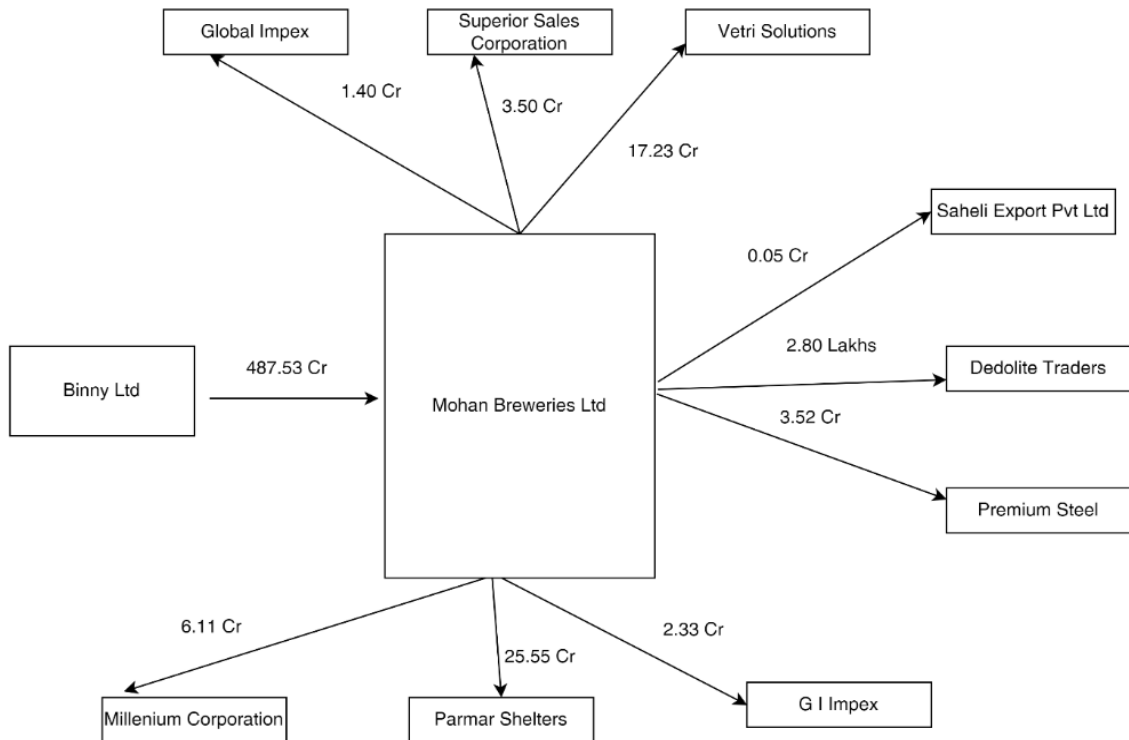 Global Impex
Superior Sales
Corporation
Vetri Solutions
1.40 Cr
3.50 Cr
17.23 Cr
Saheli Export Pvt Ltd
0.05 Cr
2.80 Lakhs
Dedolite Traders
487.53 Cr
Binny Ltd
Mohan Breweries Ltd
3.52 Cr
Premium Steel
6.11 Cr
25.55 Cr
2.33 Cr
Millenium Corporation
Parmar Shelters
G I Impex